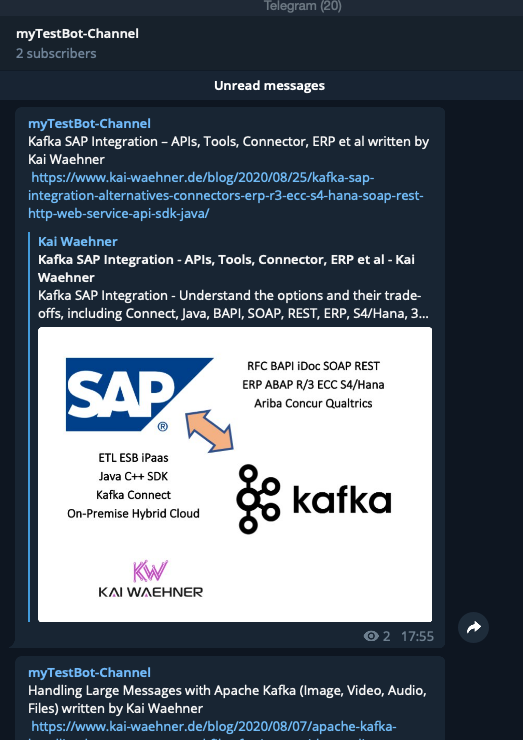 Telegram (20)
myTestBot-Channel
2 subscribers
Unread messages
myTestBot-Channel
Kafka SAP Integration – APIs, Tools, Connector, ERP et al written by
Kai Waehner
https://www.kai-waehner.de/blog/2020/08/25/kafka-sap-
integration-alternatives-connectors-erp-r3-ecc-s4-hana-soap-rest-
http-web-service-api-sdk-java/
Kai Waehner
Kafka SAP Integration - APIs, Tools, Connector, ERP et al - Kai
Waehner
Kafka SAP Integration - Understand the options and their trade-
offs, including Connect, Java, BAPI, SOAP, REST, ERP, S4/Hana, 3...
SAP®
RFC BAPI iDoc SOAP REST
ERP ABAP R/3 ECC S4/Hana
Ariba Concur Qualtrics
ETL ESB iPaas
Java C++ SDK
Kafka Connect
On-Premise Hybrid Cloud
kafka
KW
KAI WAEHNER
2 17:55
myTestBot-Channel
Handling Large Messages with Apache Kafka (Image, Video, Audio,
Files) written by Kai Waehner
https://www.kai-waehner.de/blog/2020/08/07/apache-kafka-